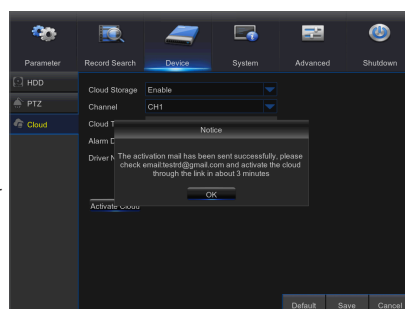 Parameter
Record Search
Device
System
Advanced
Shutdown
HDD
PTZ
Cloud
Cloud Storage Enable
Channel CH1
Cloud T
Alarm D
Driver N
Notice
The activation mail has been sent successfully, please
check email:testrd@gmail.com and activate the cloud
through the link in about 3 minutes
OK
Activate Cloud
Default
Save
Cancel